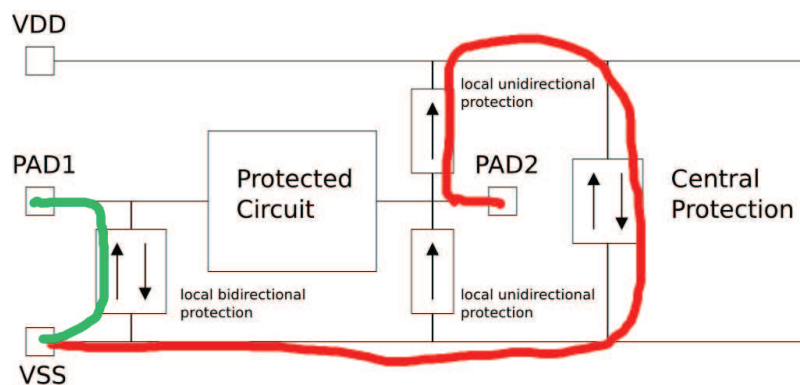 VDD
local unidirectional
protection
PAD1
Protected
Circuit
PAD2
Central
Protection
local bidirectional
protection
local unidirectional
protection
VSS